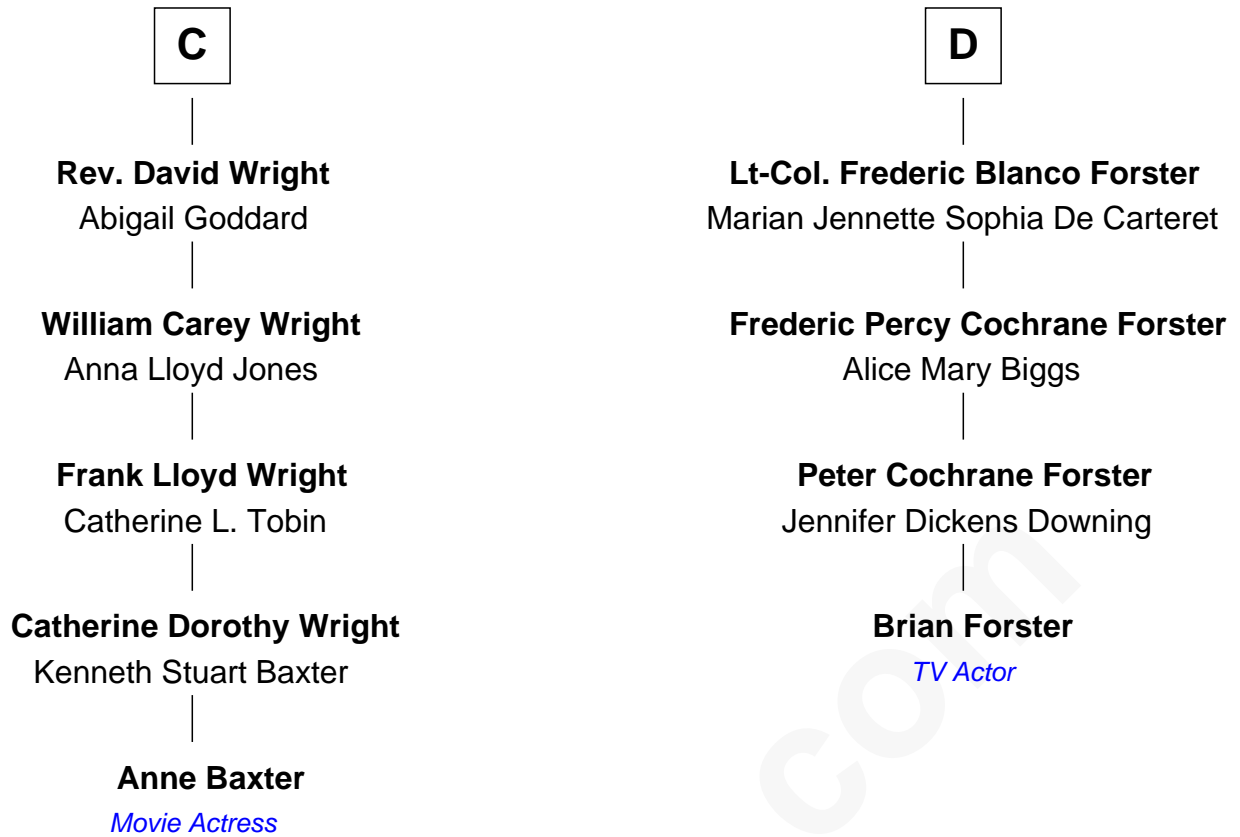 C
Rev. David Wright
Abigail Goddard
William Carey Wright
Anna Lloyd Jones
Frank Lloyd Wright
Catherine L. Tobin
Catherine Dorothy Wright
Kenneth Stuart Baxter
Anne Baxter
Movie Actress
D
Lt-Col. Frederic Blanco Forster
Marian Jennette Sophia De Carteret
Frederic Percy Cochrane Forster
Alice Mary Biggs
Peter Cochrane Forster
Jennifer Dickens Downing
Brian Forster
TV Actor
com